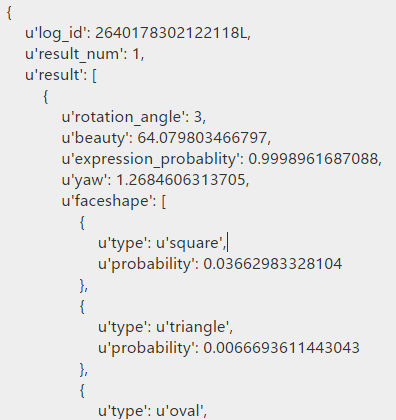 {
u'log_id': 2640178302122118L,
u'result_num': 1,
u'result': [
{
u'rotation_angle': 3,
u'beauty': 64.079803466797,
u'expression_probablity': 0.9998961687088,
u'yaw': 1.2684606313705,
u'faceshape': [
{
u'type': u'square',
u'probability': 0.03662983328104
},
{
u'type': u'triangle',
u'probability': 0.0066693611443043
},
{
u'type': u'oval',